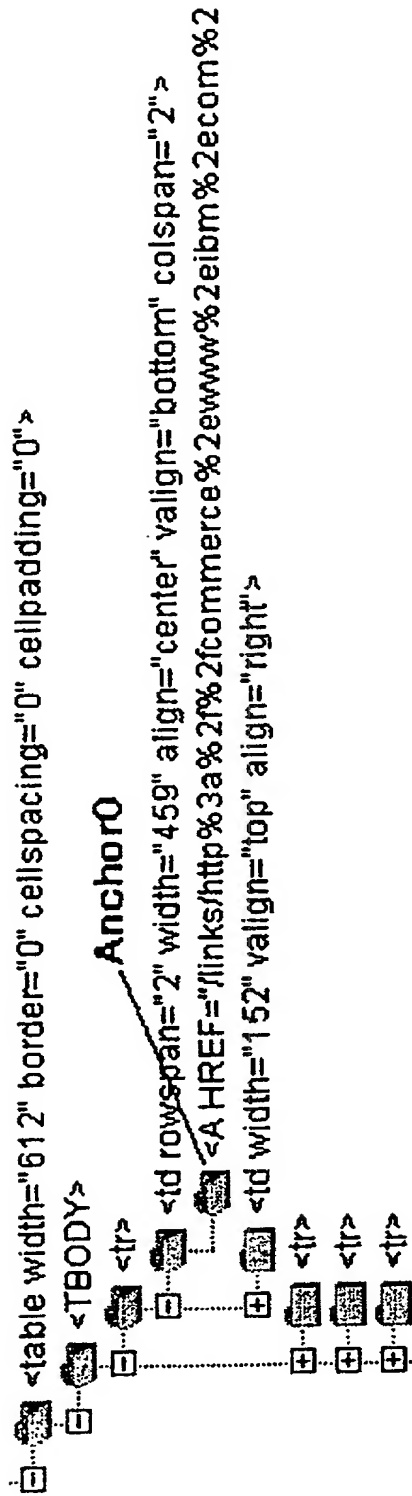 <table width="612" border="0" cellspacing="0" cellpadding="0">
<TBODY>
Anchor0
<tr>
<td rowspan="2" width="459" align="center" valign="bottom" colspan="2">
<A HREF="/links/http%3a%2f%2fcommerce%2ewww%2eibm%2ecom%2
<td width="152" valign="top" align="right">
<tr>
<tr>
<tr>